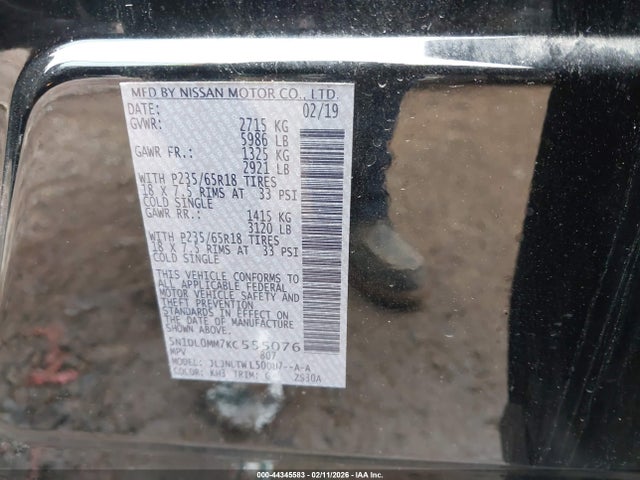 MFD BY NISSAN MOTOR CO., LTD.
DATE: 02/19
GVWR: 2715 KG
5986 LB
GAWR FR.: 1325 KG
2921 LB
WITH P235/65R18 TIRES
18 X 7.5 RIMS AT 33 PSI
COLD SINGLE
GAWR RR.: 1415 KG
3120 LB
WITH P235/65R18 TIRES
18 X 7.5 RIMS AT 33 PSI
COLD SINGLE
THIS VEHICLE CONFORMS TO
ALL APPLICABLE FEDERAL
MOTOR VEHICLE SAFETY AND
THEFT PREVENTION
STANDARDS IN EFFECT ON
THE DATE OF MANUFACTURE
SHOWN ABOVE.
5N1DL0MM7KC555076
MPV 807
MODEL:
COLOR: KH3 TRIM: ZS30A
000-44345583 - 02/11/2026 - IAA Inc.